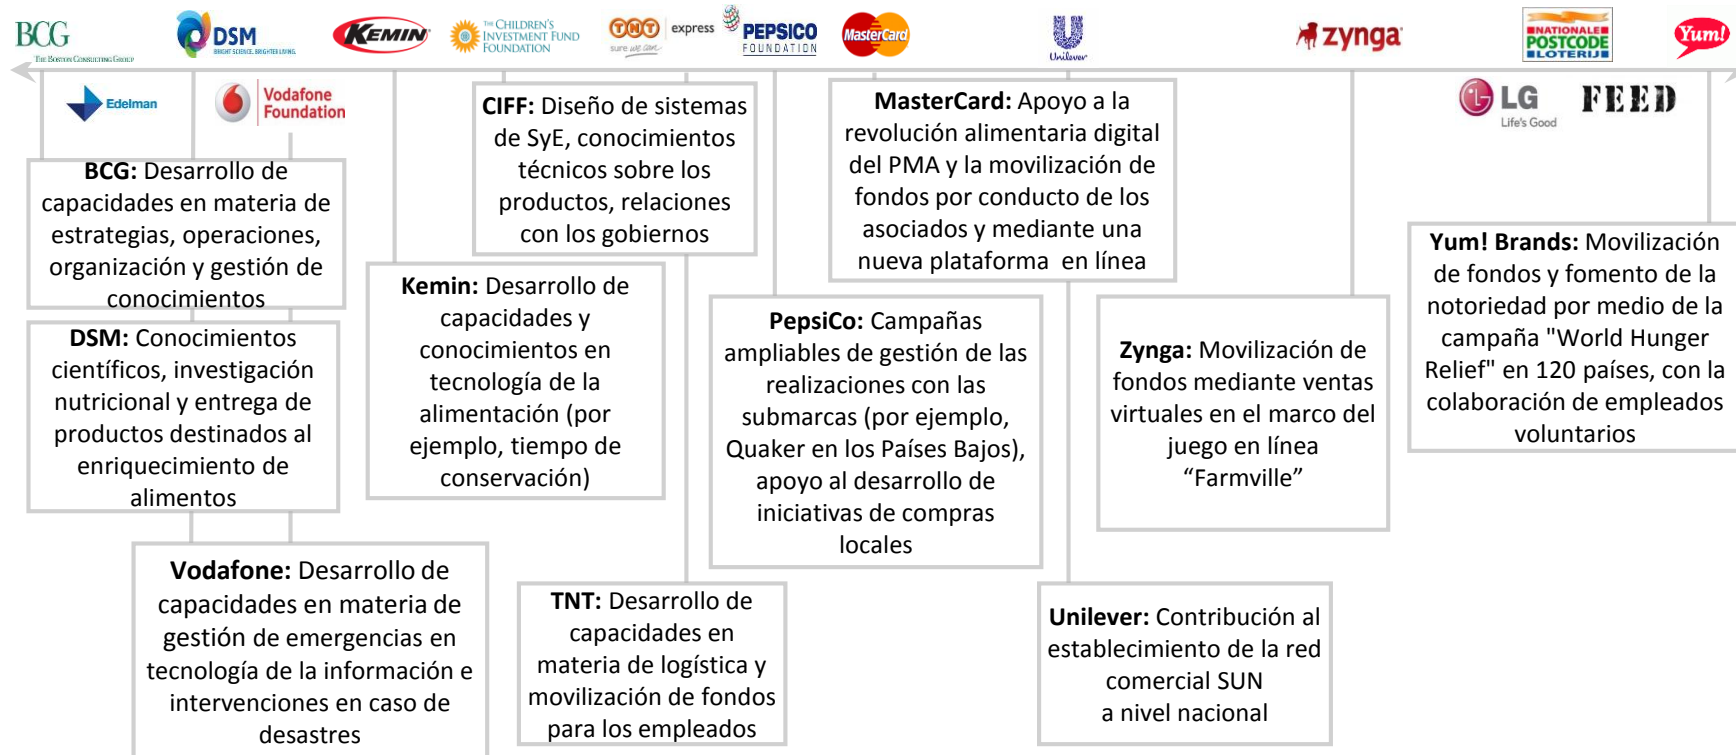 BCG
THE BOSTON CONSULTING GROUP
DSM
BRIGHT SCIENCE. BRIGHTER LIVING.
KEMIN
THE CHILDREN'S
INVESTMENT FUND
FOUNDATION
TNT express
sure we can
PEPSICO
FOUNDATION
MasterCard
Unilever
zynga
NATIONALE
POSTCODE
LOTERIJ
Yum!
Edelman
Vodafone
Foundation
LG
Life's Good
FEED
BCG: Desarrollo de
capacidades en materia de
estrategias, operaciones,
organización y gestión de
conocimientos
DSM: Conocimientos
científicos, investigación
nutricional y entrega de
productos destinados al
enriquecimiento de
alimentos
Vodafone: Desarrollo de
capacidades en materia de
gestión de emergencias en
tecnología de la información e
intervenciones en caso de
desastres
Kemin: Desarrollo de
capacidades y
conocimientos en
tecnología de la
alimentación (por
ejemplo, tiempo de
conservación)
CIFF: Diseño de sistemas
de SyE, conocimientos
técnicos sobre los
productos, relaciones
con los gobiernos
TNT: Desarrollo de
capacidades en
materia de logística y
movilización de fondos
para los empleados
PepsiCo: Campañas
ampliables de gestión de las
realizaciones con las
submarcas (por ejemplo,
Quaker en los Países Bajos),
apoyo al desarrollo de
iniciativas de compras
locales
MasterCard: Apoyo a la
revolución alimentaria digital
del PMA y la movilización de
fondos por conducto de los
asociados y mediante una
nueva plataforma en línea
Unilever: Contribución al
establecimiento de la red
comercial SUN
a nivel nacional
Zynga: Movilización de
fondos mediante ventas
virtuales en el marco del
juego en línea
“Farmville”
Yum! Brands: Movilización
de fondos y fomento de la
notoriedad por medio de la
campaña "World Hunger
Relief" en 120 países, con la
colaboración de empleados
voluntarios